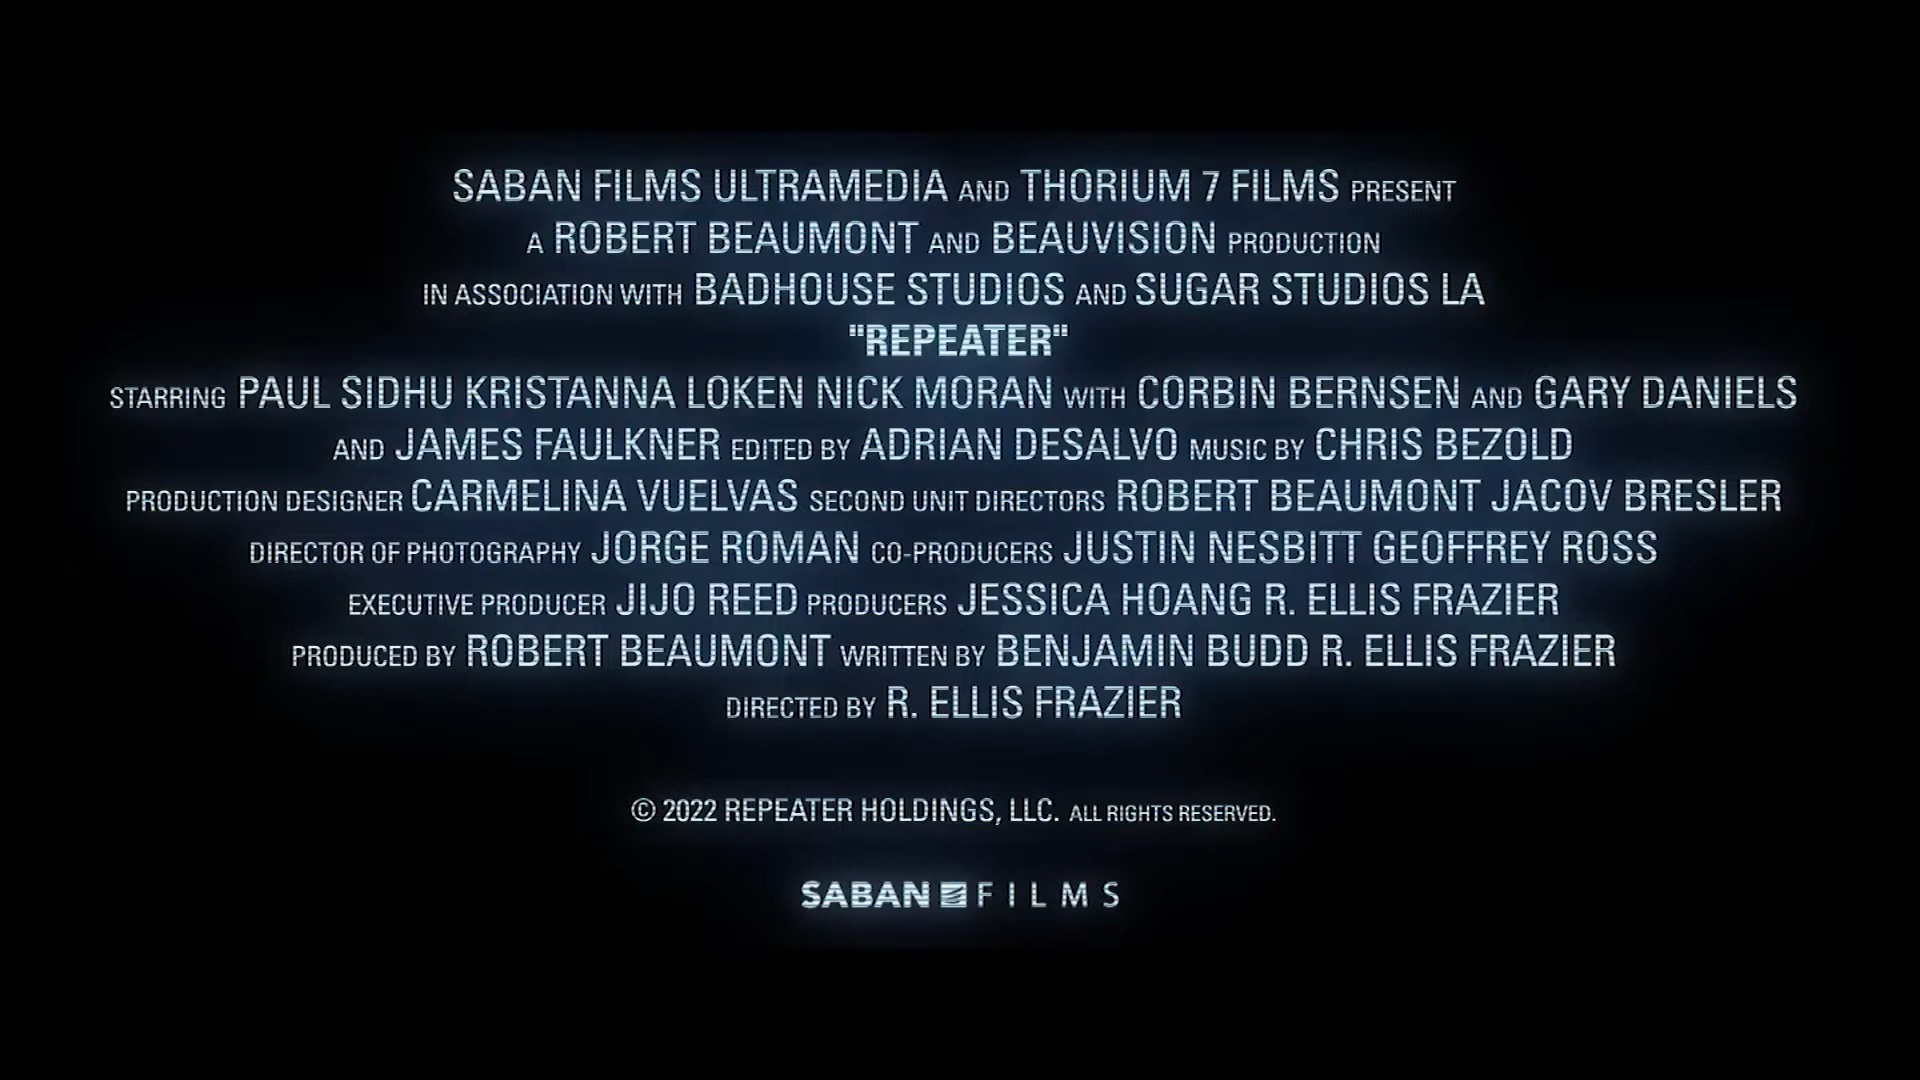 SABAN FILMS ULTRAMEDIA AND THORIUM 7 FILMS PRESENT
A ROBERT BEAUMONT AND BEAUVISION PRODUCTION
IN ASSOCIATION WITH BADHOUSE STUDIOS AND SUGAR STUDIOS LA
"REPEATER"
STARRING PAUL SIDHU KRISTANNA LOKEN NICK MORAN WITH CORBIN BERNSEN AND GARY DANIELS
AND JAMES FAULKNER EDITED BY ADRIAN DESALVO MUSIC BY CHRIS BEZOLD
PRODUCTION DESIGNER CARMELINA VUELVAS SECOND UNIT DIRECTORS ROBERT BEAUMONT JACOV BRESLER
DIRECTOR OF PHOTOGRAPHY JORGE ROMAN CO-PRODUCERS JUSTIN NESBITT GEOFFREY ROSS
EXECUTIVE PRODUCER JIJO REED PRODUCERS JESSICA HOANG R. ELLIS FRAZIER
PRODUCED BY ROBERT BEAUMONT WRITTEN BY BENJAMIN BUDD R. ELLIS FRAZIER
DIRECTED BY R. ELLIS FRAZIER
© 2022 REPEATER HOLDINGS, LLC. ALL RIGHTS RESERVED.
SABAN FILMS